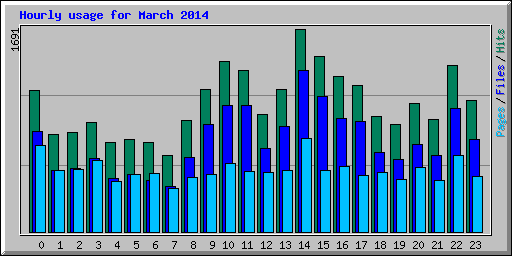 Hourly usage for March 2014
1691
Pages/Files/Hits
0 1 2 3 4 5 6 7 8 9 10 11 12 13 14 15 16 17 18 19 20 21 22 23